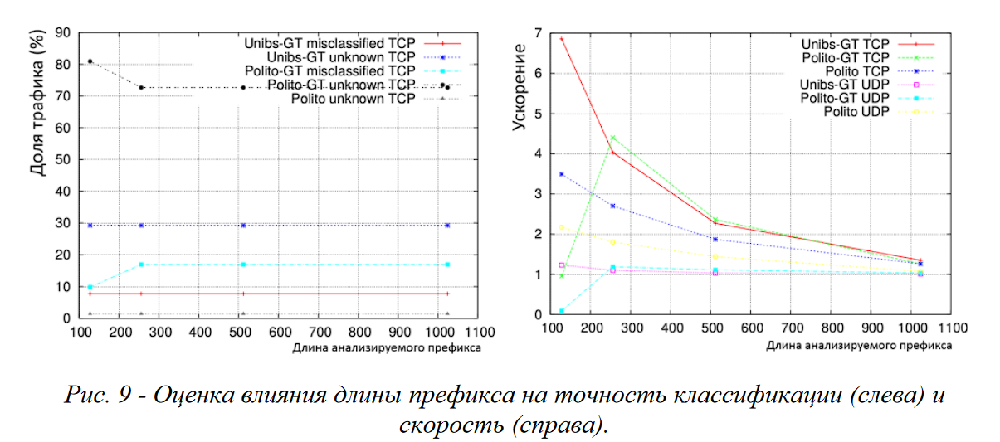 Доля трафика (%)
90
80
70
60
50
40
30
20
10
0
Unibs-GT misclassified TCP
Unibs-GT unknown TCP
Polito-GT misclassified TCP
Polito-GT unknown TCP
Polito unknown TCP
100 200 300 400 500 600 700 800 900 1000 1100
Длина анализируемого префикса
Ускорение
7
6
5
4
3
2
1
0
Unibs-GT TCP
Polito-GT TCP
Polito TCP
Unibs-GT UDP
Polito-GT UDP
Polito UDP
100 200 300 400 500 600 700 800 900 1000 1100
Длина анализируемого префикса
Рис. 9 - Оценка влияния длины префикса на точность классификации (слева) и
скорость (справа).